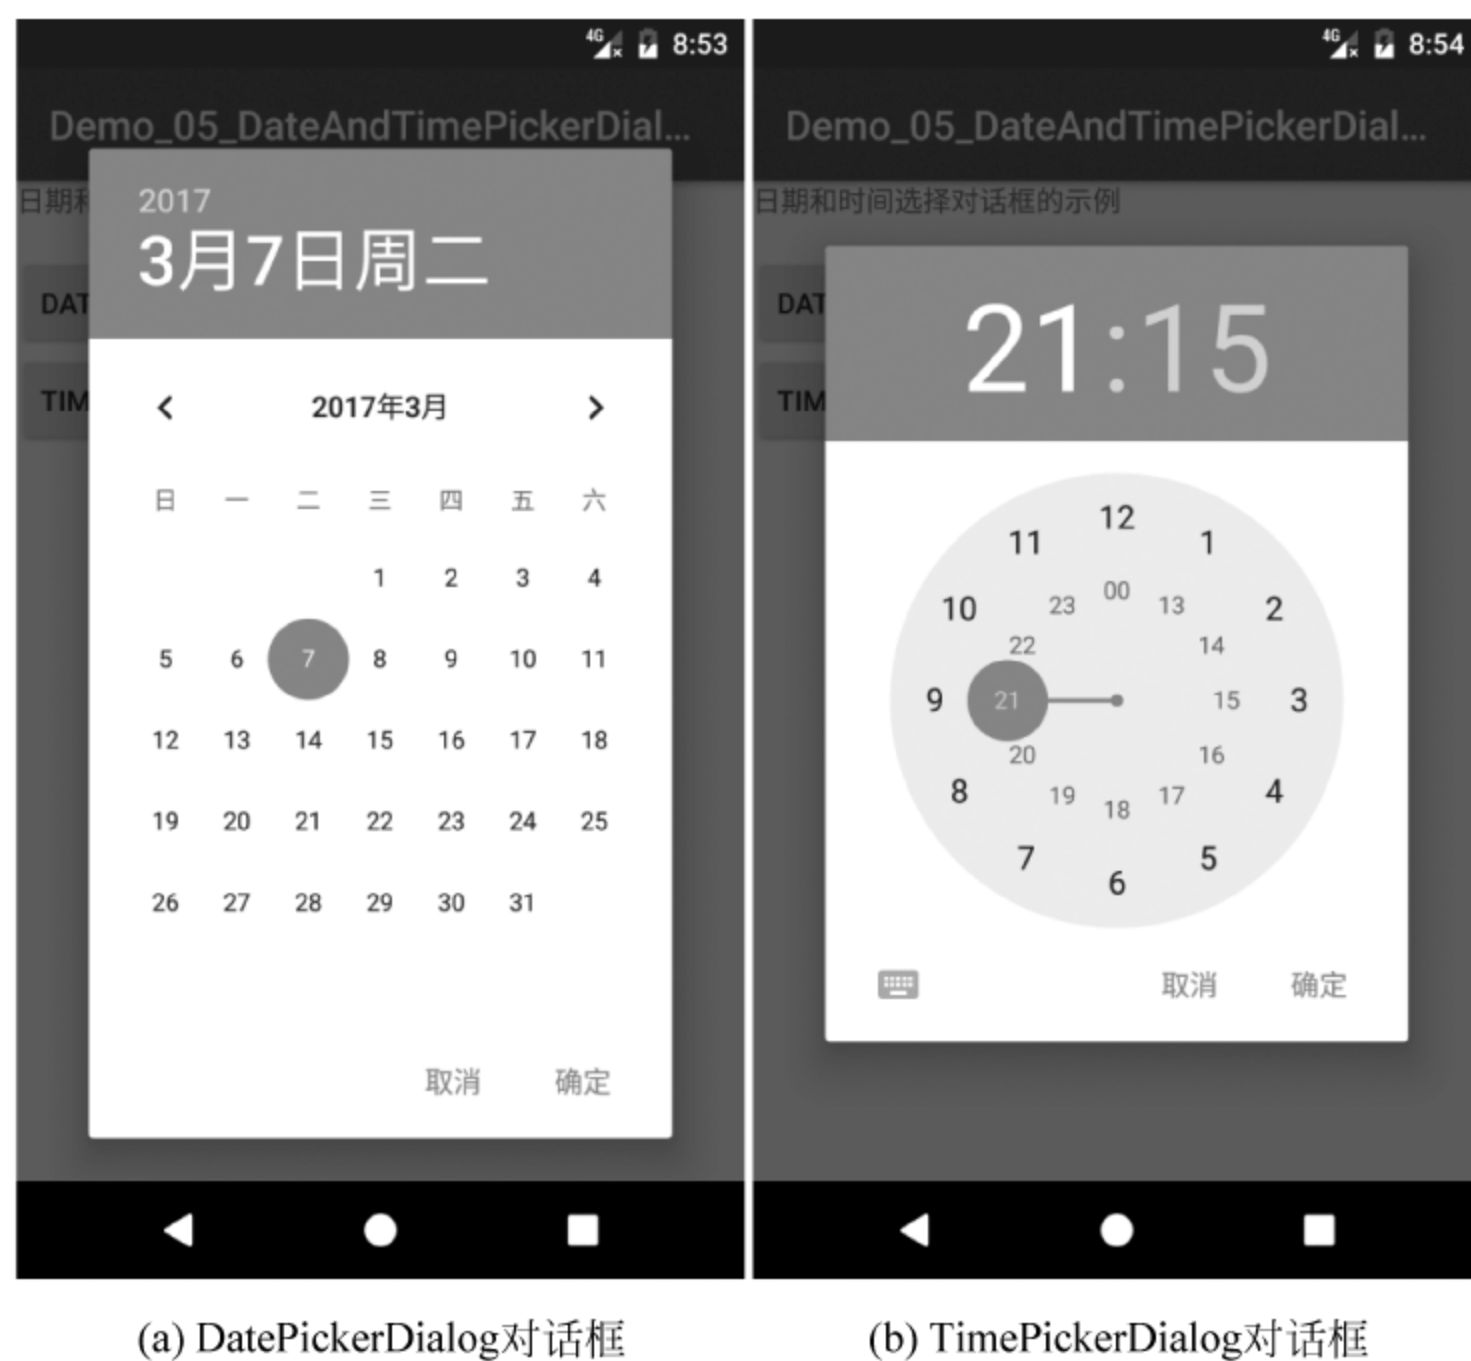 4G 8:53
Demo_05_DateAndTimePickerDial...
日期和
2017
3月7日周二
DAT
TIM
2017年3月
日 一 二 三 四 五 六
1 2 3 4
5 6 7 8 9 10 11
12 13 14 15 16 17 18
19 20 21 22 23 24 25
26 27 28 29 30 31
取消 确定
(a) DatePickerDialog对话框
4G 8:54
Demo_05_DateAndTimePickerDial...
日期和时间选择对话框的示例
21:15
DAT
TIM
12
11 1
00
23 13
10 2
22 14
9 21 15 3
20 16
8 4
19 17
18
7 5
6
取消 确定
(b) TimePickerDialog对话框